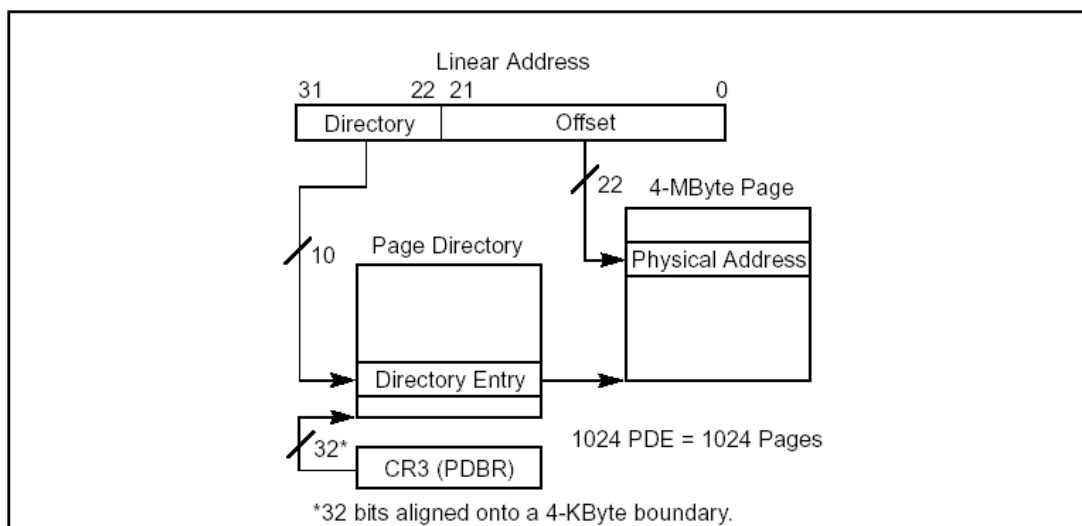 Linear Address
31 22 21 0
Directory Offset
22 4-MByte Page
10 Page Directory Physical Address
Directory Entry
1024 PDE = 1024 Pages
32* CR3 (PDBR)
*32 bits aligned onto a 4-KByte boundary.